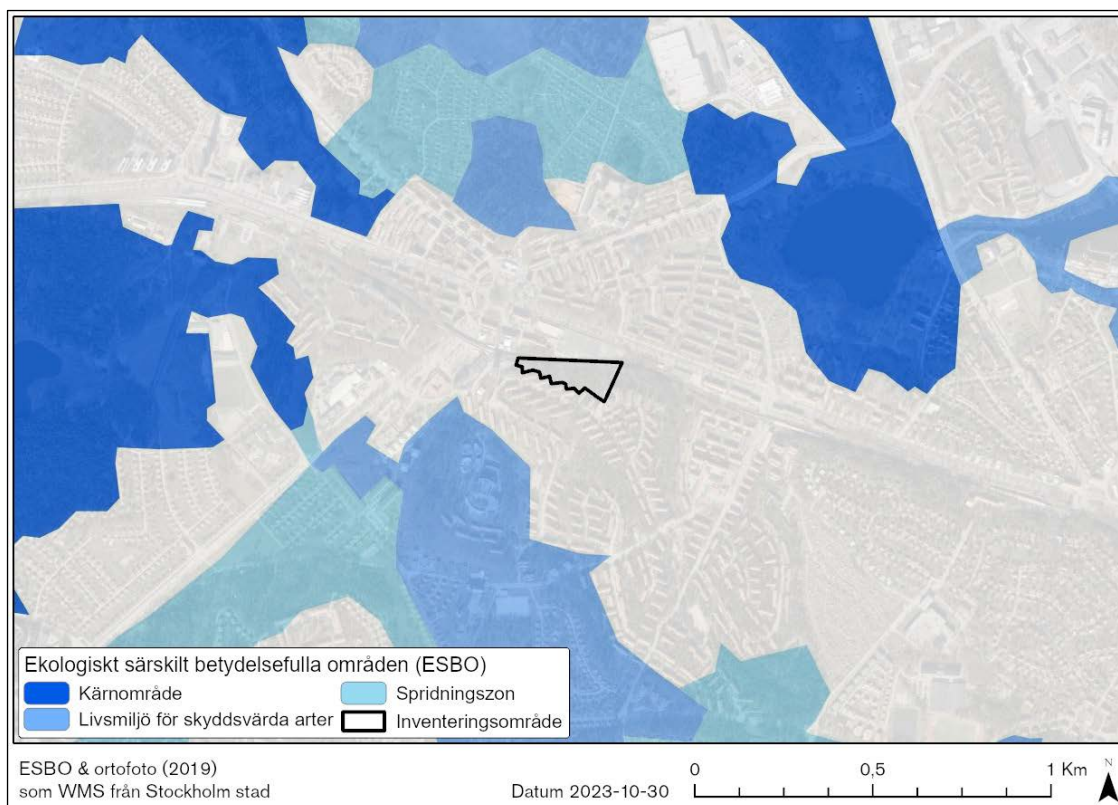 Ekologiskt särskilt betydelsefulla områden (ESBO)
Kärnområde
Spridningszon
Livsmiljö för skyddsvärda arter
Inventeringsområde
ESBO & ortofoto (2019)
som WMS från Stockholm stad
Datum 2023-10-30
0 0,5 1 Km
N